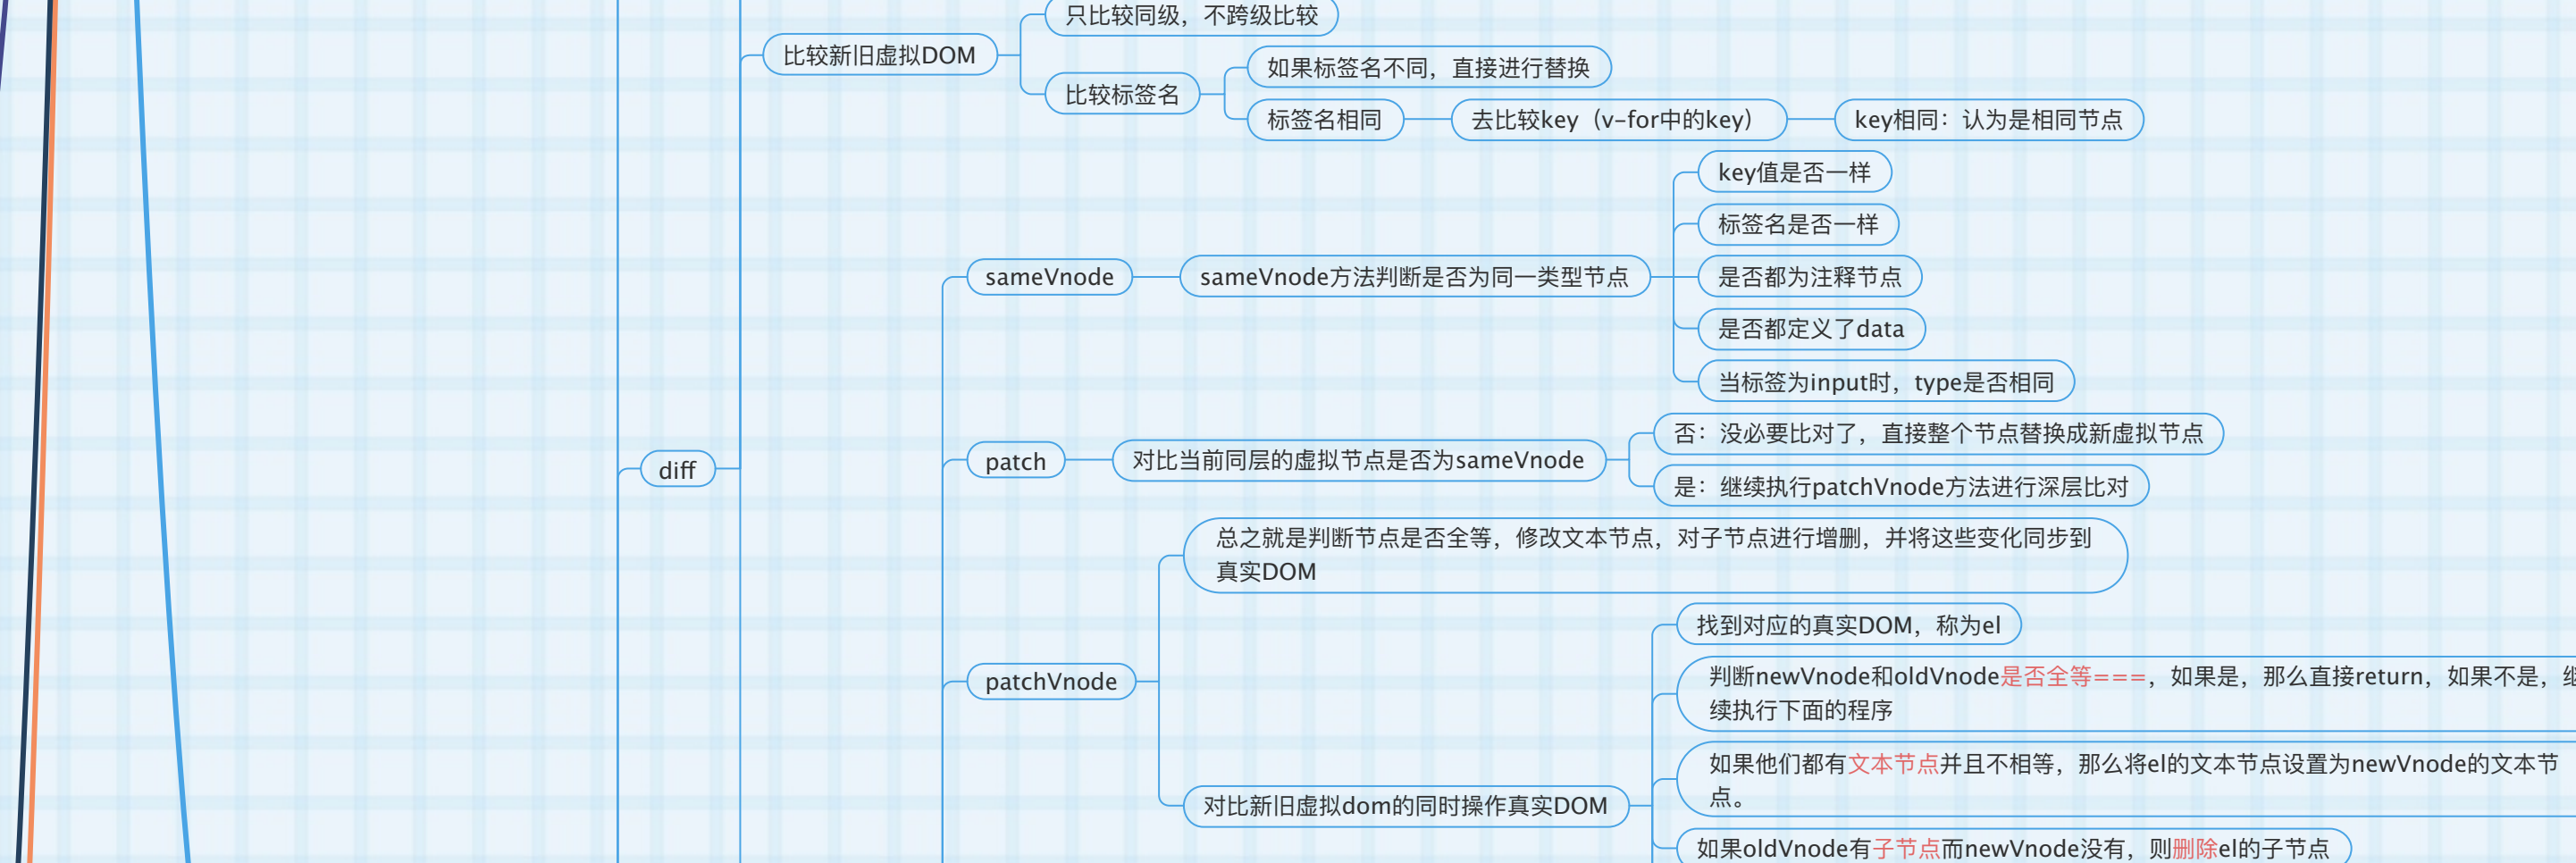 只比较同级，不跨级比较
比较新旧虚拟DOM
如果标签名不同，直接进行替换
比较标签名
标签名相同
去比较key（v-for中的key）
key相同：认为是相同节点
key值是否一样
标签名是否一样
sameVnode
sameVnode方法判断是否为同一类型节点
是否都为注释节点
是否都定义了data
当标签为input时，type是否相同
diff
patch
对比当前同层的虚拟节点是否为sameVnode
否：没必要比对了，直接整个节点替换成新虚拟节点
是：继续执行patchVnode方法进行深层比对
总之就是判断节点是否全等，修改文本节点，对子节点进行增删，并将这些变化同步到
真实DOM
找到对应的真实DOM，称为el
patchVnode
判断newVnode和oldVnode是否全等===，如果是，那么直接return，如果不是，继
续执行下面的程序
如果他们都有文本节点并且不相等，那么将el的文本节点设置为newVnode的文本节
点。
对比新旧虚拟dom的同时操作真实DOM
如果oldVnode有子节点而newVnode没有，则删除el的子节点